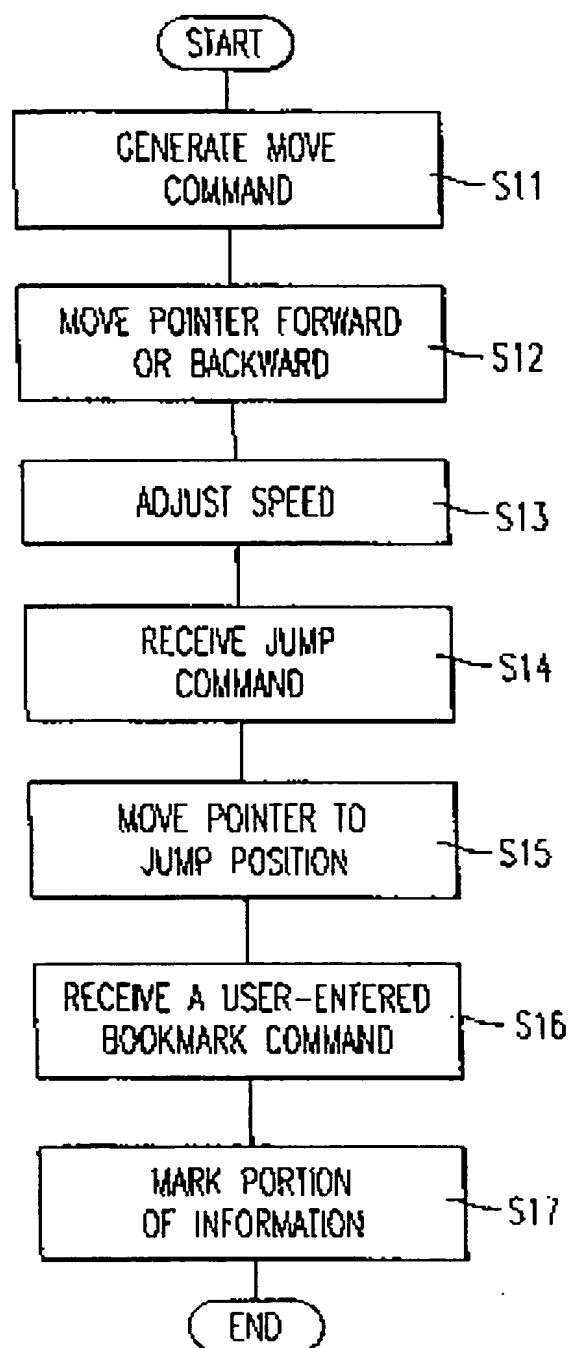 START
GENERATE MOVE
COMMAND
S11
MOVE POINTER FORWARD
OR BACKWARD
S12
ADJUST SPEED
S13
RECEIVE JUMP
COMMAND
S14
MOVE POINTER TO
JUMP POSITION
S15
RECEIVE A USER-ENTERED
BOOKMARK COMMAND
S16
MARK PORTION
OF INFORMATION
S17
END